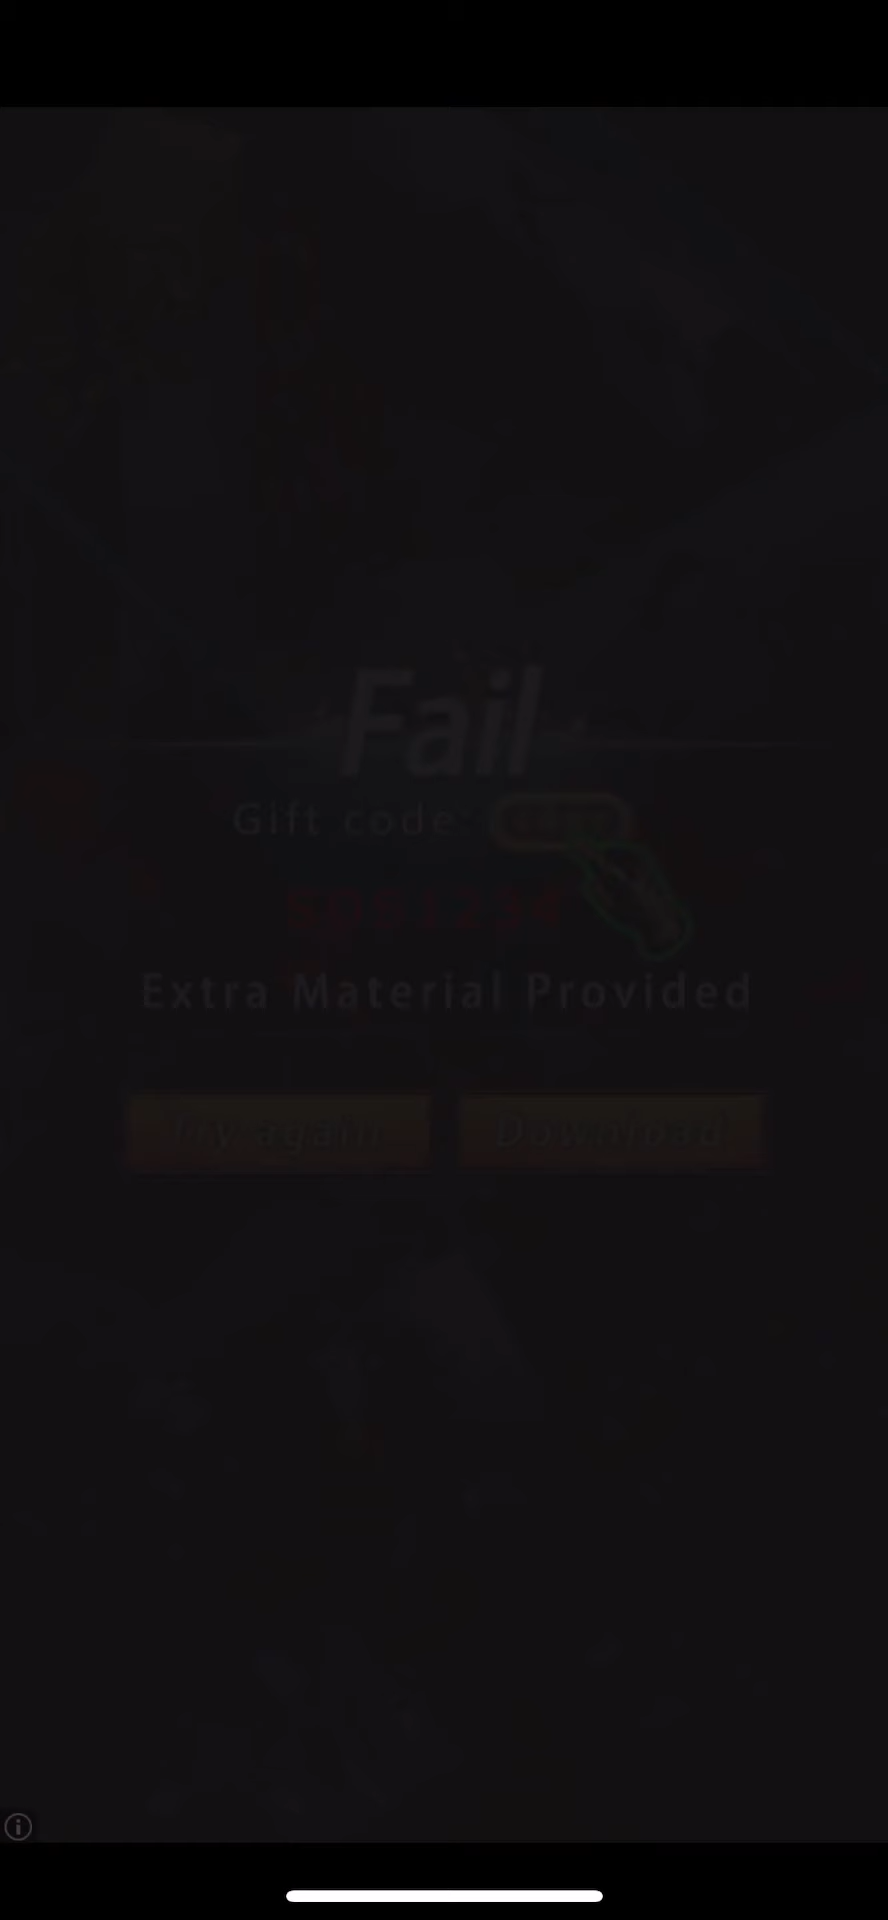 Fail
Gift code:
SDS1234
Extra Material Provided
Try again
Download